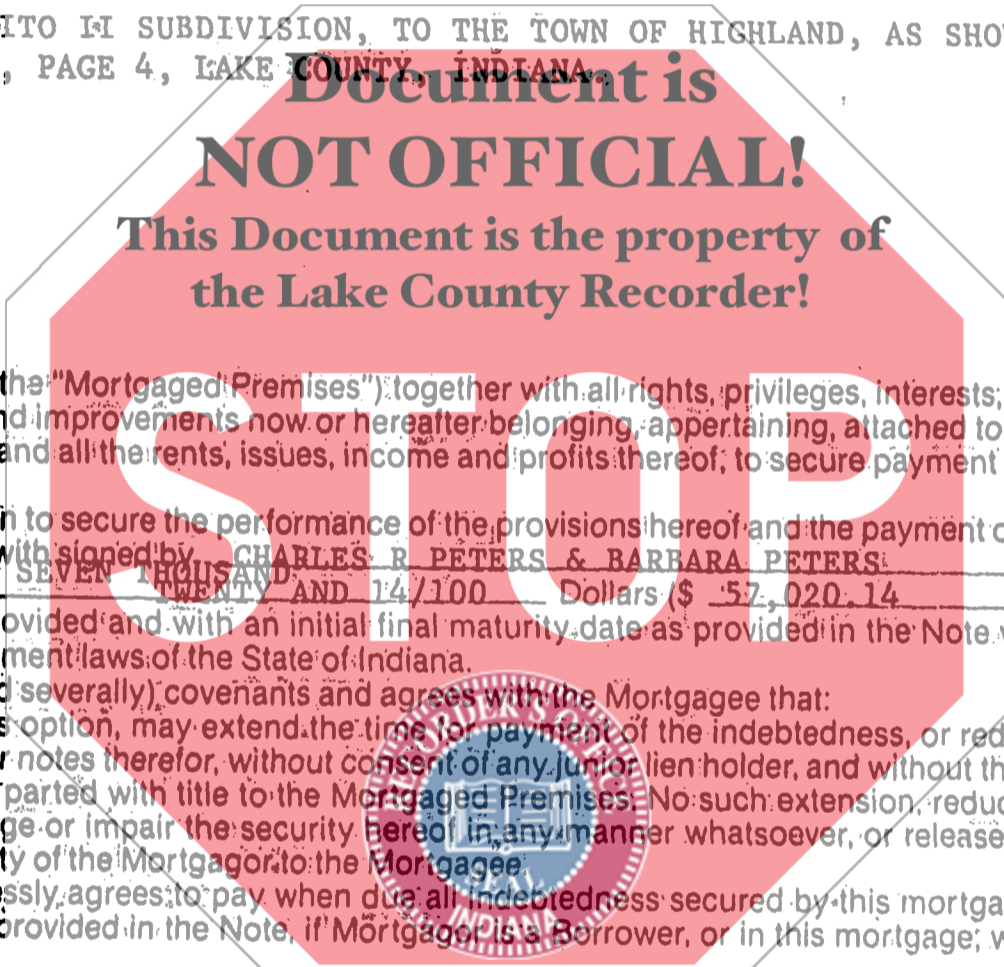 ITO I-I SUBDIVISION, TO THE TOWN OF HIGHLAND, AS SHO
, PAGE 4, LAKE COUNTY, INDIANA.
Document is
NOT OFFICIAL!
This Document is the property of
the Lake County Recorder!
STOP
the "Mortgaged Premises") together with all rights, privileges, interests,
nd improvements now or hereafter belonging, appertaining, attached to
and all the rents, issues, income and profits thereof, to secure payment
n to secure the performance of the provisions hereof and the payment o
with signed by CHARLES R PETERS & BARBARA PETERS
SEVEN THOUSAND
TWENTY AND 14/100 Dollars ($ 57,020.14
ovided and with an initial final maturity date as provided in the Note
ment laws of the State of Indiana.
d severally) covenants and agrees with the Mortgagee that:
s option, may extend the time for payment of the indebtedness, or red
r notes therefor, without consent of any junior lien holder, and without th
parted with title to the Mortgaged Premises. No such extension, reduc
ge or impair the security hereof in any manner whatsoever, or release
ty of the Mortgagor to the Mortgagee.
ssly agrees to pay when due all indebtedness secured by this mortga
provided in the Note, if Mortgagor is a Borrower, or in this mortgage, w
RECORDER'S OFFICE
SEAL
INDIANA